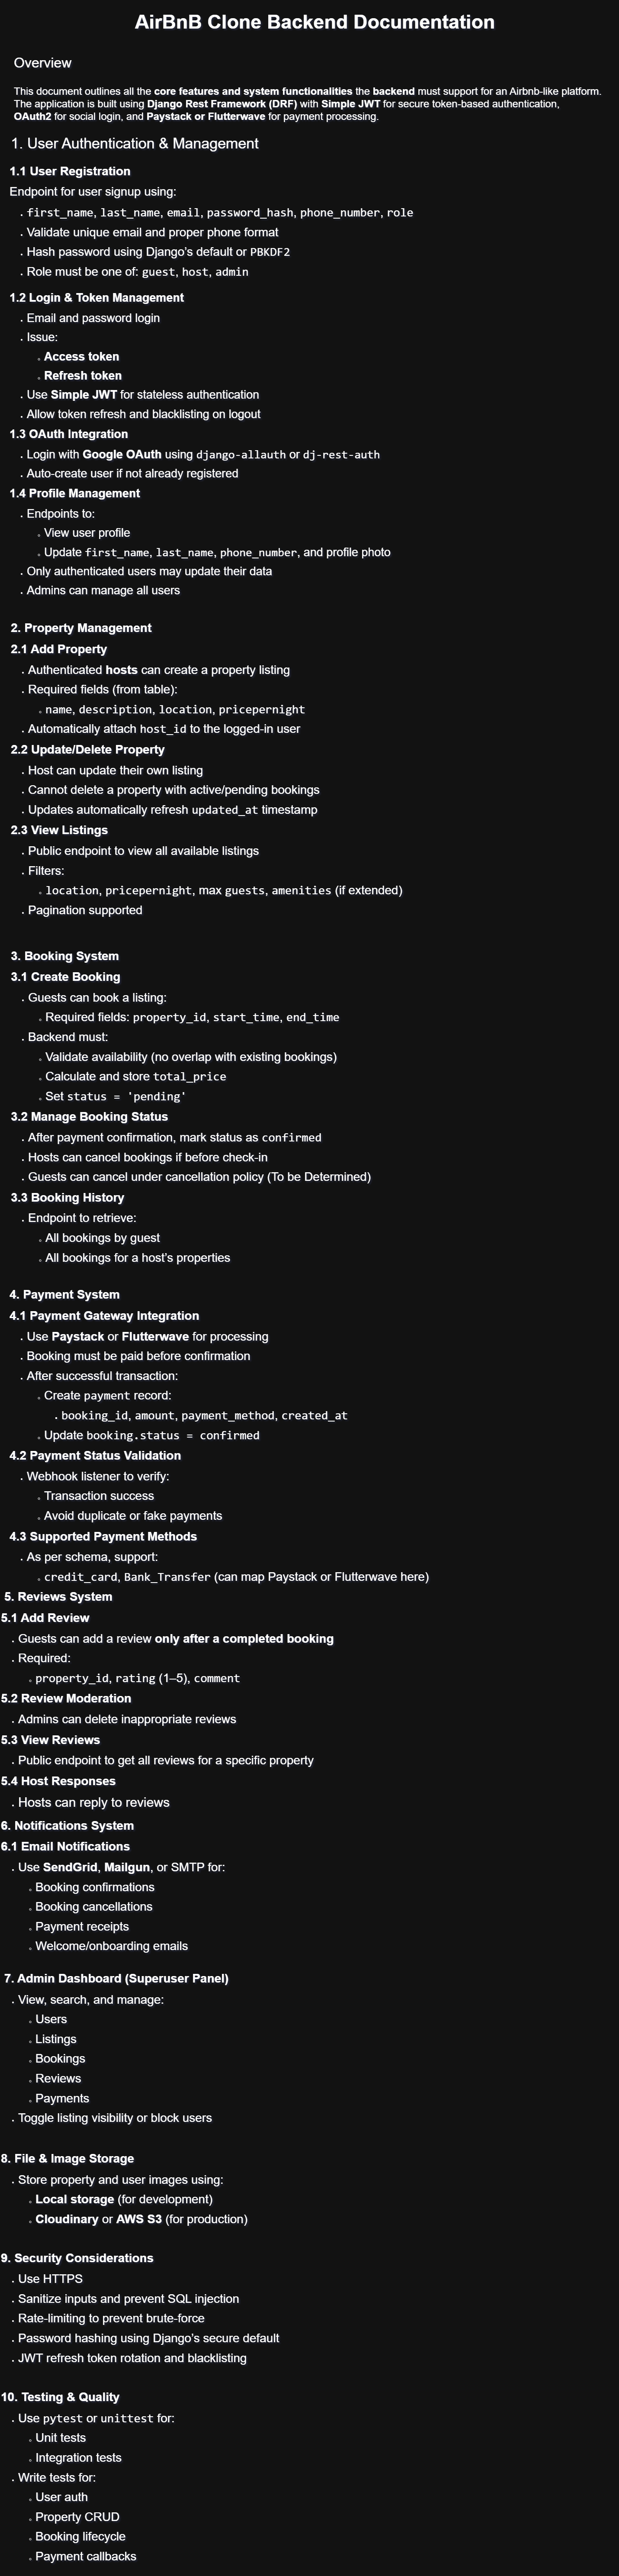 AirBnB Clone Backend Documentation
Overview
This document outlines all the core features and system functionalities the backend must support for an Airbnb-like platform.
The application is built using Django Rest Framework (DRF) with Simple JWT for secure token-based authentication,
OAuth2 for social login, and Paystack or Flutterwave for payment processing.
1. User Authentication & Management
1.1 User Registration
Endpoint for user signup using:
. first_name, last_name, email, password_hash, phone_number, role
. Validate unique email and proper phone format
. Hash password using Django's default or PBKDF2
. Role must be one of: guest, host, admin
1.2 Login & Token Management
. Email and password login
. Issue:
. Access token
. Refresh token
. Use Simple JWT for stateless authentication
. Allow token refresh and blacklisting on logout
1.3 OAuth Integration
. Login with Google OAuth using django-allauth or dj-rest-auth
. Auto-create user if not already registered
1.4 Profile Management
. Endpoints to:
. View user profile
. Update first_name, last_name, phone_number, and profile photo
. Only authenticated users may update their data
. Admins can manage all users
2. Property Management
2.1 Add Property
. Authenticated hosts can create a property listing
. Required fields (from table):
. name, description, location, pricepernight
. Automatically attach host_id to the logged-in user
2.2 Update/Delete Property
. Host can update their own listing
. Cannot delete a property with active/pending bookings
. Updates automatically refresh updated_at timestamp
2.3 View Listings
. Public endpoint to view all available listings
. Filters:
. location, pricepernight, max guests, amenities (if extended)
. Pagination supported
3. Booking System
3.1 Create Booking
. Guests can book a listing:
. Required fields: property_id, start_time, end_time
. Backend must:
. Validate availability (no overlap with existing bookings)
. Calculate and store total_price
. Set status = 'pending'
3.2 Manage Booking Status
. After payment confirmation, mark status as confirmed
. Hosts can cancel bookings if before check-in
. Guests can cancel under cancellation policy (To be Determined)
3.3 Booking History
. Endpoint to retrieve:
. All bookings by guest
. All bookings for a host's properties
4. Payment System
4.1 Payment Gateway Integration
. Use Paystack or Flutterwave for processing
. Booking must be paid before confirmation
. After successful transaction:
. Create payment record:
. booking_id, amount, payment_method, created_at
. Update booking.status = confirmed
4.2 Payment Status Validation
. Webhook listener to verify:
. Transaction success
. Avoid duplicate or fake payments
4.3 Supported Payment Methods
. As per schema, support:
. credit_card, Bank_Transfer (can map Paystack or Flutterwave here)
5. Reviews System
5.1 Add Review
. Guests can add a review only after a completed booking
. Required:
. property_id, rating (1–5), comment
5.2 Review Moderation
. Admins can delete inappropriate reviews
5.3 View Reviews
. Public endpoint to get all reviews for a specific property
5.4 Host Responses
. Hosts can reply to reviews
6. Notifications System
6.1 Email Notifications
. Use SendGrid, Mailgun, or SMTP for:
. Booking confirmations
. Booking cancellations
. Payment receipts
. Welcome/onboarding emails
7. Admin Dashboard (Superuser Panel)
. View, search, and manage:
. Users
. Listings
. Bookings
. Reviews
. Payments
. Toggle listing visibility or block users
8. File & Image Storage
. Store property and user images using:
. Local storage (for development)
. Cloudinary or AWS S3 (for production)
9. Security Considerations
. Use HTTPS
. Sanitize inputs and prevent SQL injection
. Rate-limiting to prevent brute-force
. Password hashing using Django's secure default
. JWT refresh token rotation and blacklisting
10. Testing & Quality
. Use pytest or unittest for:
. Unit tests
. Integration tests
. Write tests for:
. User auth
. Property CRUD
. Booking lifecycle
. Payment callbacks